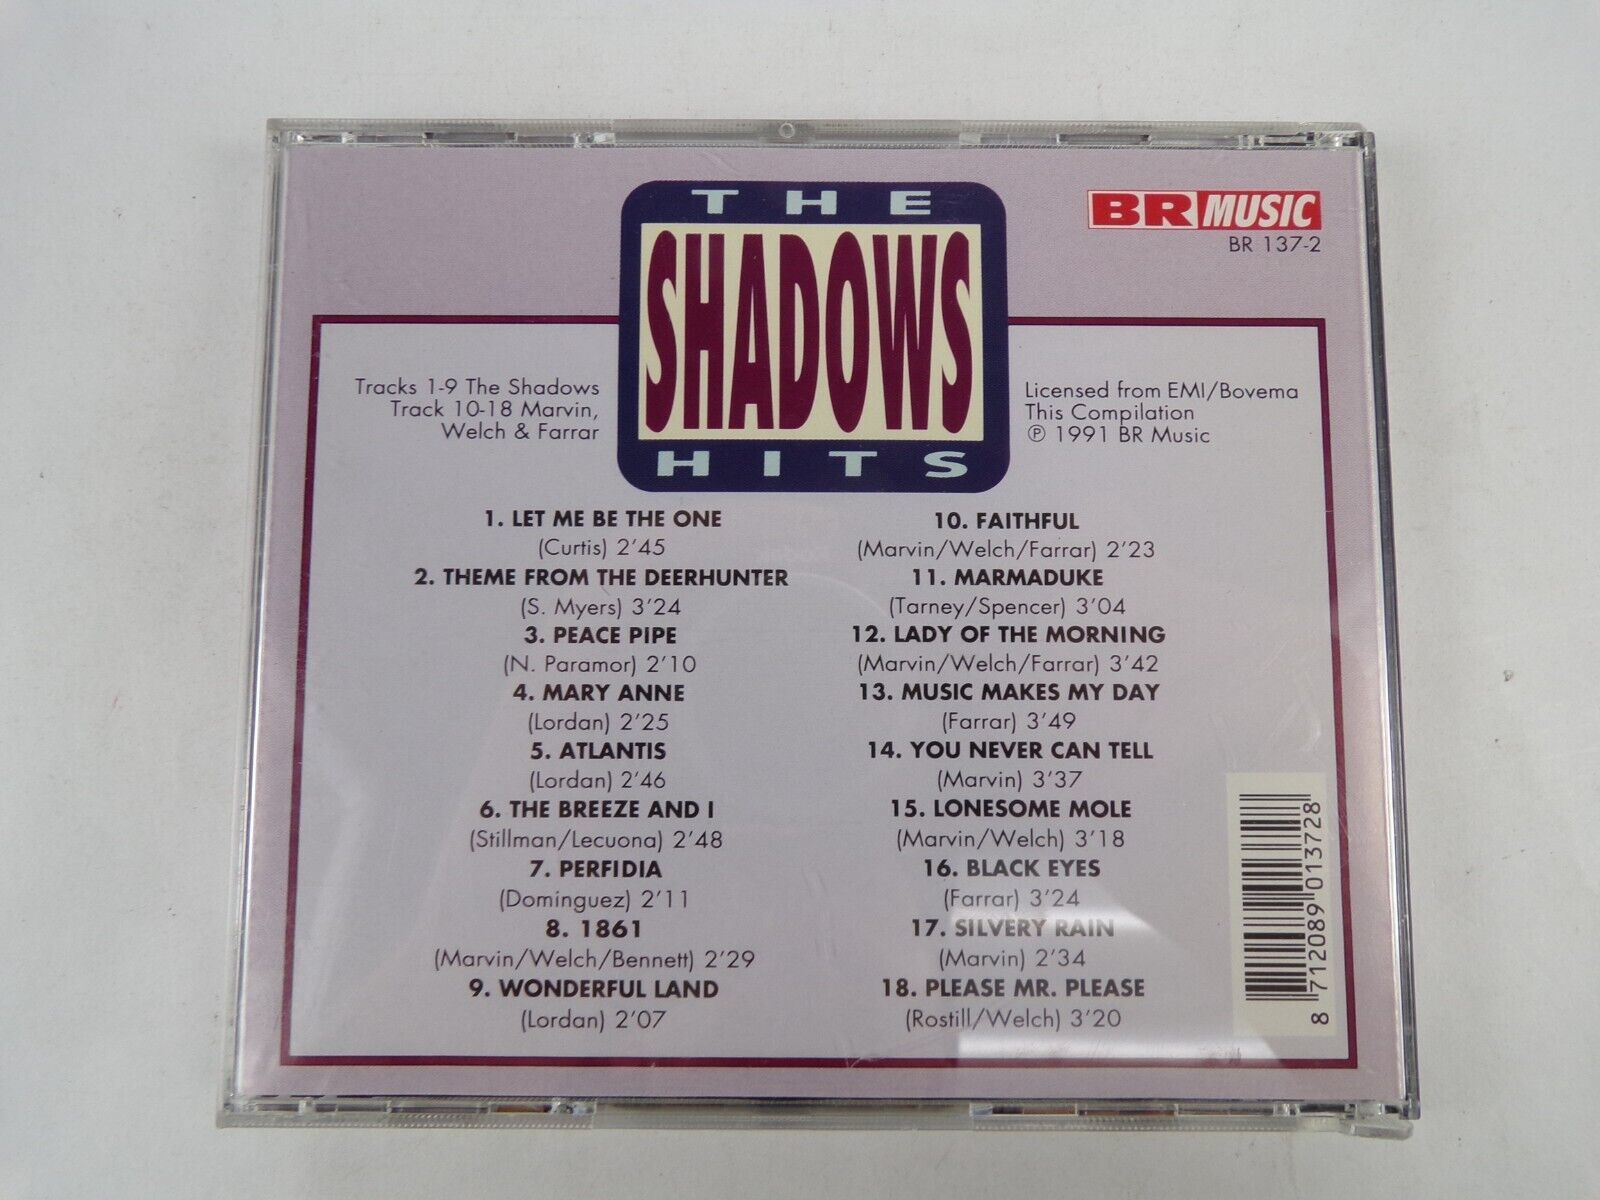 THE
SHADOWS
HITS
BR MUSIC
BR 137-2
Tracks 1-9 The Shadows
Track 10-18 Marvin,
Welch & Farrar
Licensed from EMI/Bovema
This Compilation
℗ 1991 BR Music
1. LET ME BE THE ONE
(Curtis) 2'45
2. THEME FROM THE DEERHUNTER
(S. Myers) 3'24
3. PEACE PIPE
(N. Paramor) 2'10
4. MARY ANNE
(Lordan) 2'25
5. ATLANTIS
(Lordan) 2'46
6. THE BREEZE AND I
(Stillman/Lecuona) 2'48
7. PERFIDIA
(Dominguez) 2'11
8. 1861
(Marvin/Welch/Bennett) 2'29
9. WONDERFUL LAND
(Lordan) 2'07
10. FAITHFUL
(Marvin/Welch/Farrar) 2'23
11. MARMADUKE
(Tarney/Spencer) 3'04
12. LADY OF THE MORNING
(Marvin/Welch/Farrar) 3'42
13. MUSIC MAKES MY DAY
(Farrar) 3'49
14. YOU NEVER CAN TELL
(Marvin) 3'37
15. LONESOME MOLE
(Marvin/Welch) 3'18
16. BLACK EYES
(Farrar) 3'24
17. SILVERY RAIN
(Marvin) 2'34
18. PLEASE MR. PLEASE
(Rostill/Welch) 3'20
8 712089 013728